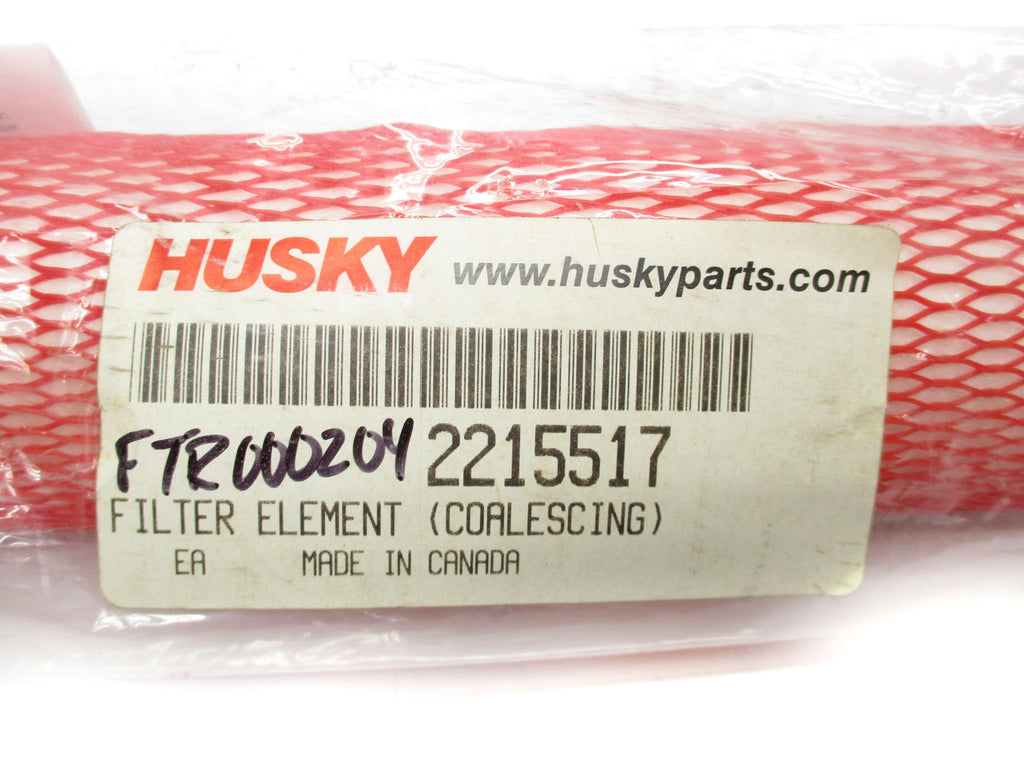 HUSKY www.huskyparts.com
FTR000204 2215517
FILTER ELEMENT (COALESCING)
EA MADE IN CANADA